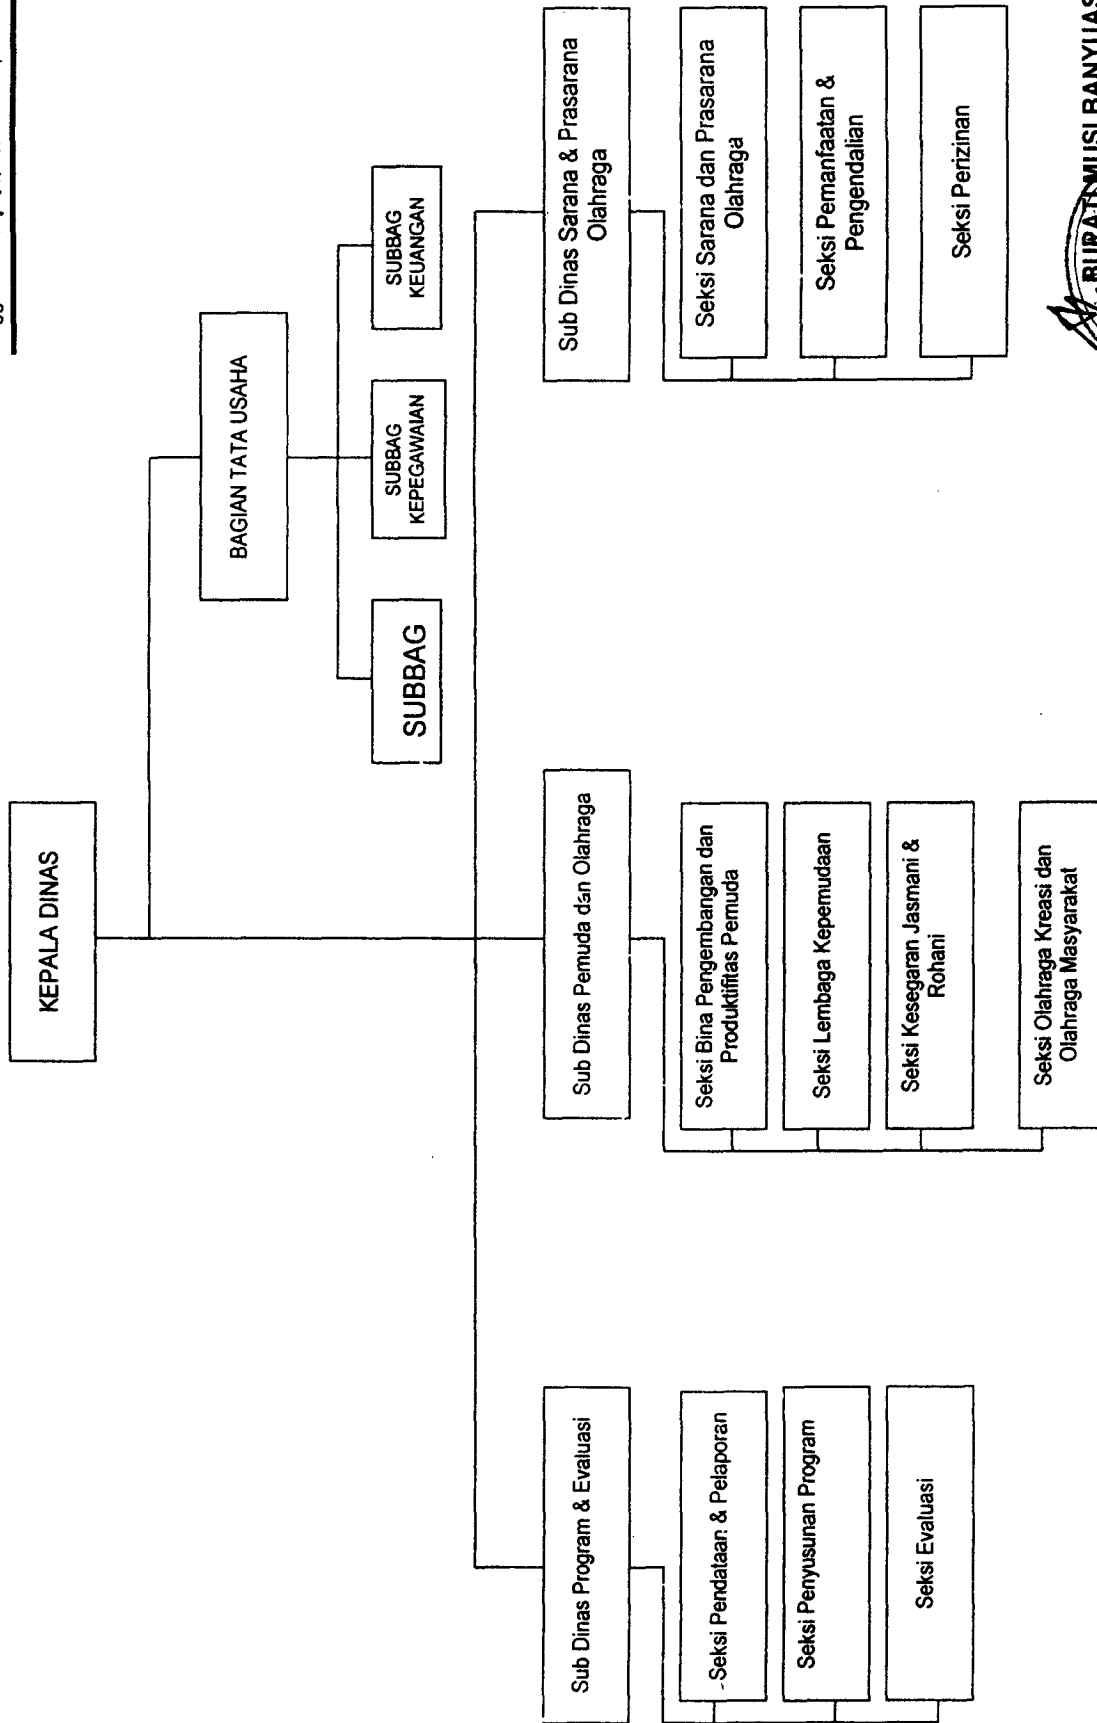 KEPALA DINAS
BAGIAN TATA USAHA
SUBBAG
SUBBAG
KEPEGAWAIAN
SUBBAG
KEUANGAN
Sub Dinas Program & Evaluasi
Seksi Pendataan & Pelaporan
Seksi Penyusunan Program
Seksi Evaluasi
Sub Dinas Pemuda dan Olahraga
Seksi Bina Pengembangan dan
Produktifitas Pemuda
Seksi Lembaga Kepemudaan
Seksi Kesegaran Jasmani &
Rohani
Seksi Olahraga Kreasi dan
Olahraga Masyarakat
Sub Dinas Sarana & Prasarana
Olahraga
Seksi Sarana dan Prasarana
Olahraga
Seksi Pemanfaatan &
Pengendalian
Seksi Perizinan
BUPATI MUSI